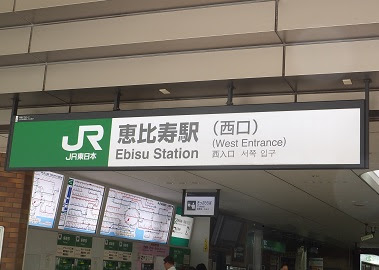 JR
JR東日本
恵比寿駅（西口）
Ebisu Station
(West Entrance)
西入口 서쪽 입구